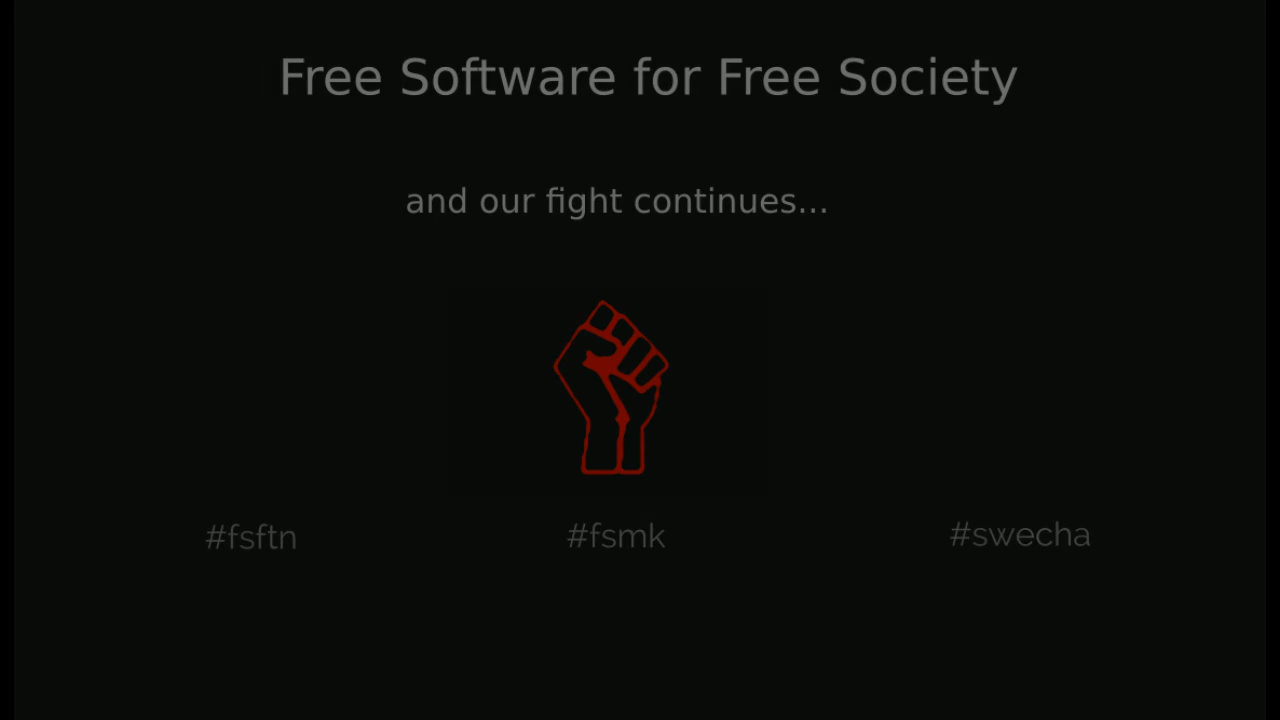 Free Software for Free Society
and our fight continues...
#fsftn #fsmk #swecha